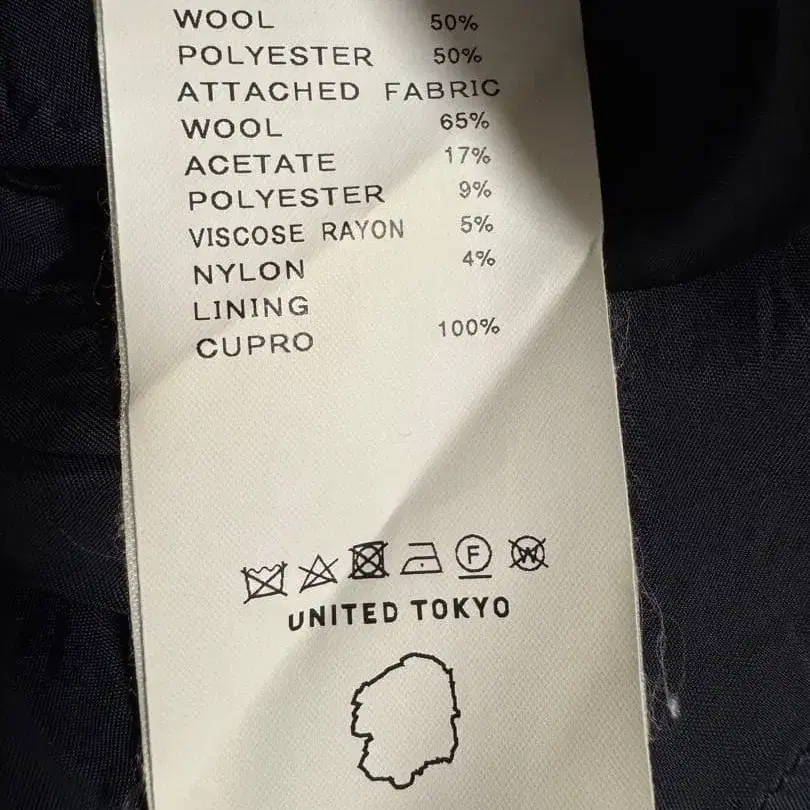 WOOL 50%
POLYESTER 50%
ATTACHED FABRIC
WOOL 65%
ACETATE 17%
POLYESTER 9%
VISCOSE RAYON 5%
NYLON 4%
LINING
CUPRO 100%
F W
UNITED TOKYO